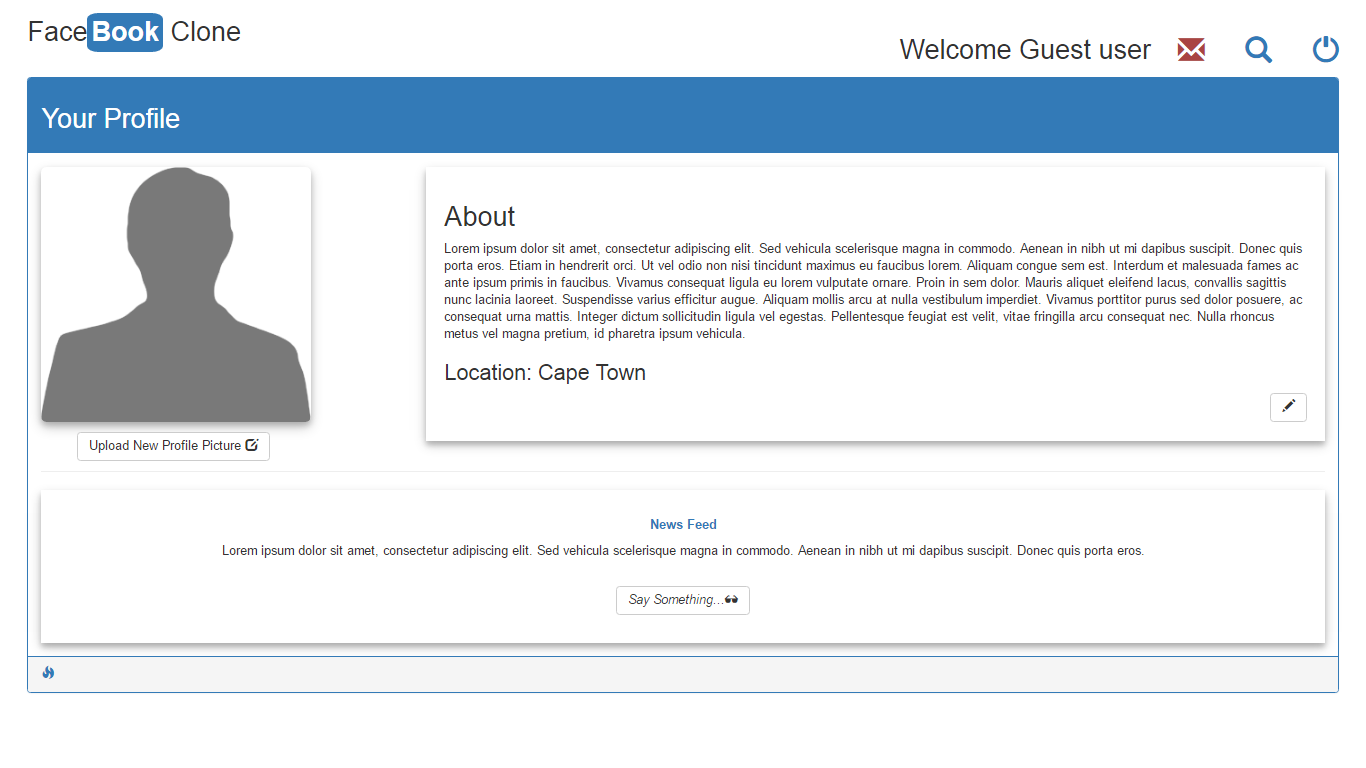 FaceBook Clone
Welcome Guest user
Your Profile
About
Lorem ipsum dolor sit amet, consectetur adipiscing elit. Sed vehicula scelerisque magna in commodo. Aenean in nibh ut mi dapibus suscipit. Donec quis
porta eros. Etiam in hendrerit orci. Ut vel odio non nisi tincidunt maximus eu faucibus lorem. Aliquam congue sem est. Interdum et malesuada fames ac
ante ipsum primis in faucibus. Vivamus consequat ligula eu lorem vulputate ornare. Proin in sem dolor. Mauris aliquet eleifend lacus, convallis sagittis
nunc lacinia laoreet. Suspendisse varius efficitur augue. Aliquam mollis arcu at nulla vestibulum imperdiet. Vivamus porttitor purus sed dolor posuere, ac
consequat urna mattis. Integer dictum sollicitudin ligula vel egestas. Pellentesque feugiat est velit, vitae fringilla arcu consequat nec. Nulla rhoncus
metus vel magna pretium, id pharetra ipsum vehicula.
Location: Cape Town
Upload New Profile Picture
News Feed
Lorem ipsum dolor sit amet, consectetur adipiscing elit. Sed vehicula scelerisque magna in commodo. Aenean in nibh ut mi dapibus suscipit. Donec quis porta eros.
Say Something...